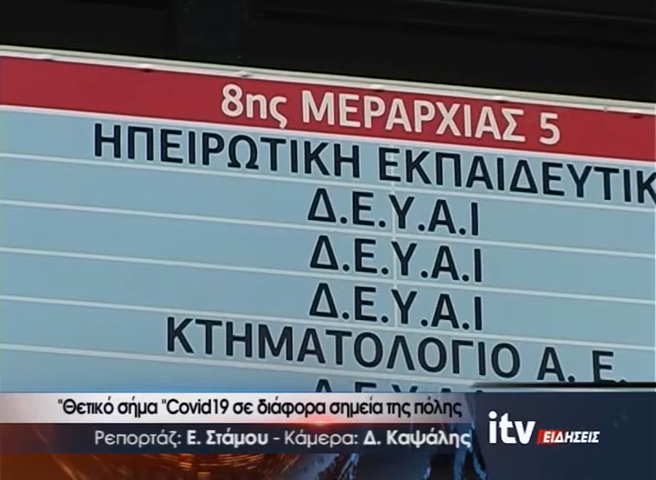 8ης ΜΕΡΑΡΧΙΑΣ 5
ΗΠΕΙΡΩΤΙΚΗ ΕΚΠΑΙΔΕΥΤΙΚ
Δ.Ε.Υ.Α.Ι
Δ.Ε.Υ.Α.Ι
Δ.Ε.Υ.Α.Ι
ΚΤΗΜΑΤΟΛΟΓΙΟ Α. Ε.
Δ.Ε.Υ.Α.Ι
"Θετικό σήμα "Covid19 σε διάφορα σημεία της πόλης
Ρεπορτάζ: Ε. Στάμου - Κάμερα: Δ. Καψάλης
itv ΕΙΔΗΣΕΙΣ